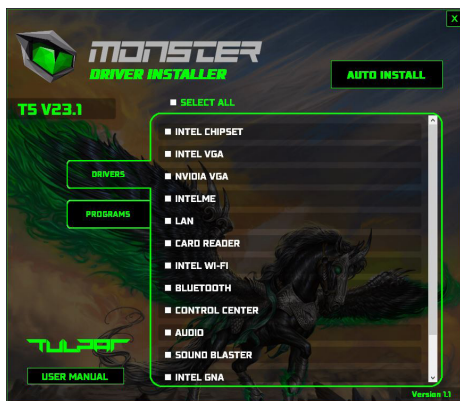 X
MONSTER
DRIVER INSTALLER
AUTO INSTALL
T5 V23.1
SELECT ALL
INTEL CHIPSET
INTEL VGA
NVIDIA VGA
INTELME
LAN
CARD READER
INTEL WI-FI
BLUETOOTH
CONTROL CENTER
AUDIO
SOUND BLASTER
INTEL GNA
DRIVERS
PROGRAMS
TULPAR
USER MANUAL
Version 1.1